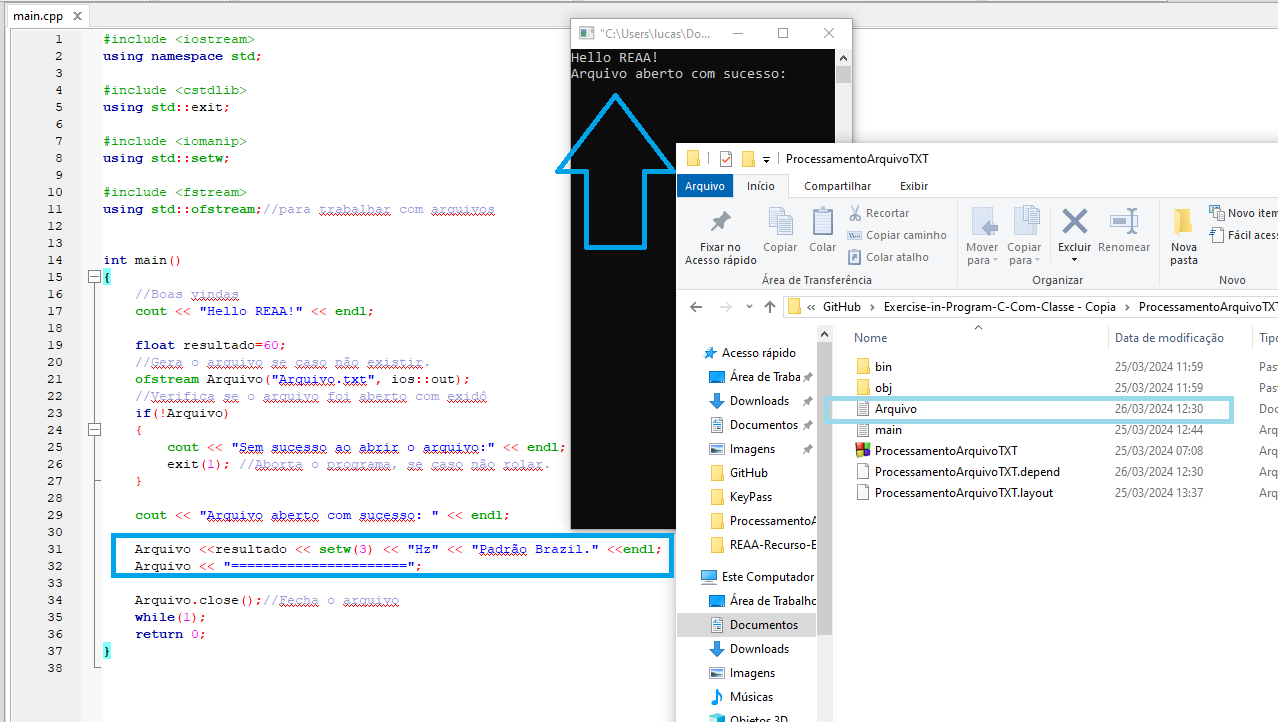 main.cpp
1 #include <iostream>
2 using namespace std;
3
4 #include <cstdlib>
5 using std::exit;
6
7 #include <iomanip>
8 using std::setw;
9
10 #include <fstream>
11 using std::ofstream;//para trabalhar com arquivos
12
13
14 int main()
15 {
16 //Boas vindas
17 cout << "Hello REAA!" << endl;
18
19 float resultado=60;
20 //Gera o arquivo se caso não existir.
21 ofstream Arquivo("Arquivo.txt", ios::out);
22 //Verifica se o arquivo foi aberto com exidô
23 if(!Arquivo)
24 {
25 cout << "Sem sucesso ao abrir o arquivo:" << endl;
26 exit(1); //Aborta o programa, se caso não rolar.
27 }
28
29 cout << "Arquivo aberto com sucesso: " << endl;
30
31 Arquivo <<resultado << setw(3) << "Hz" << "Padrão Brazil." <<endl;
32 Arquivo << "======================";
33
34 Arquivo.close();//Fecha o arquivo
35 while(1);
36 return 0;
37 }
38
"C:\Users\lucas\Do...
Hello REAA!
Arquivo aberto com sucesso:
ProcessamentoArquivoTXT
Arquivo Início Compartilhar Exibir
Fixar no
Acesso rápido
Copiar
Colar
Recortar
Copiar caminho
Colar atalho
Área de Transferência
Mover
para
Copiar
para
Excluir
Renomear
Organizar
Nova
pasta
Novo item
Fácil
Novo
« GitHub › Exercise-in-Program-C-Com-Classe - Copia › ProcessamentoArquivoTXT
Acesso rápido
Área de Traba
Downloads
Documentos
Imagens
GitHub
KeyPass
ProcessamentoA
REAA-Recurso-E
Este Computador
Área de Trabalho
Documentos
Downloads
Imagens
Músicas
Objetos 3D
Nome Data de modificação Tipo
bin 25/03/2024 11:59 Pas
obj 25/03/2024 11:59 Pas
Arquivo 26/03/2024 12:30 Doc
main 25/03/2024 12:44 Arq
ProcessamentoArquivoTXT 25/03/2024 07:08 Arq
ProcessamentoArquivoTXT.depend 26/03/2024 12:30 Arq
ProcessamentoArquivoTXT.layout 25/03/2024 13:37 Arq